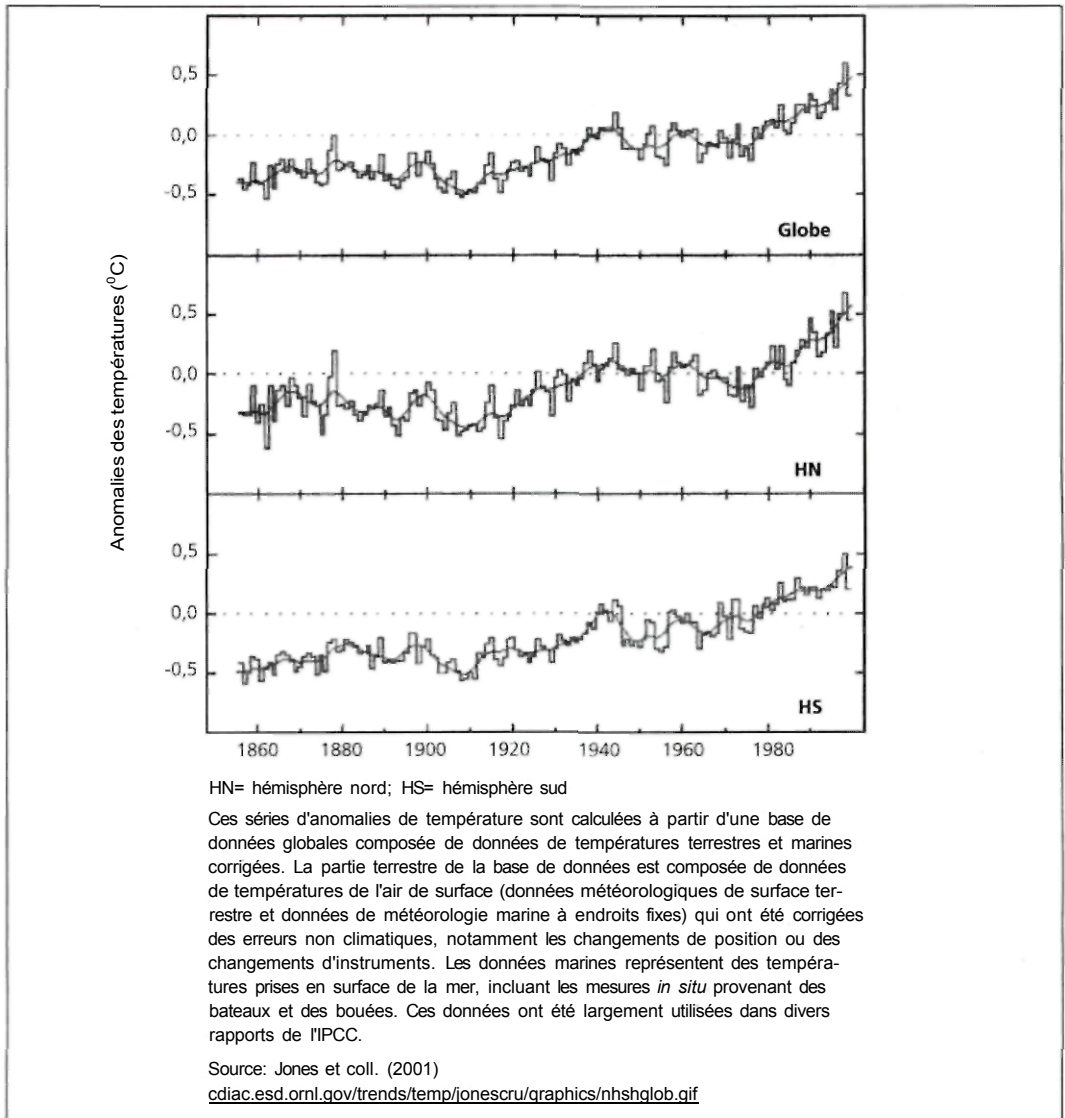 Anomalies des températures (⁰C)
0,5
0,0
-0,5
Globe
0,5
0,0
-0,5
HN
0,5
0,0
-0,5
HS
1860 1880 1900 1920 1940 1960 1980
HN= hémisphère nord; HS= hémisphère sud
Ces séries d'anomalies de température sont calculées à partir d'une base de
données globales composée de données de températures terrestres et marines
corrigées. La partie terrestre de la base de données est composée de données
de températures de l'air de surface (données météorologiques de surface ter-
restre et données de météorologie marine à endroits fixes) qui ont été corrigées
des erreurs non climatiques, notamment les changements de position ou des
changements d'instruments. Les données marines représentent des tempéra-
tures prises en surface de la mer, incluant les mesures in situ provenant des
bateaux et des bouées. Ces données ont été largement utilisées dans divers
rapports de l'IPCC.
Source: Jones et coll. (2001)
cdiac.esd.ornl.gov/trends/temp/jonescru/graphics/nhshglob.gif